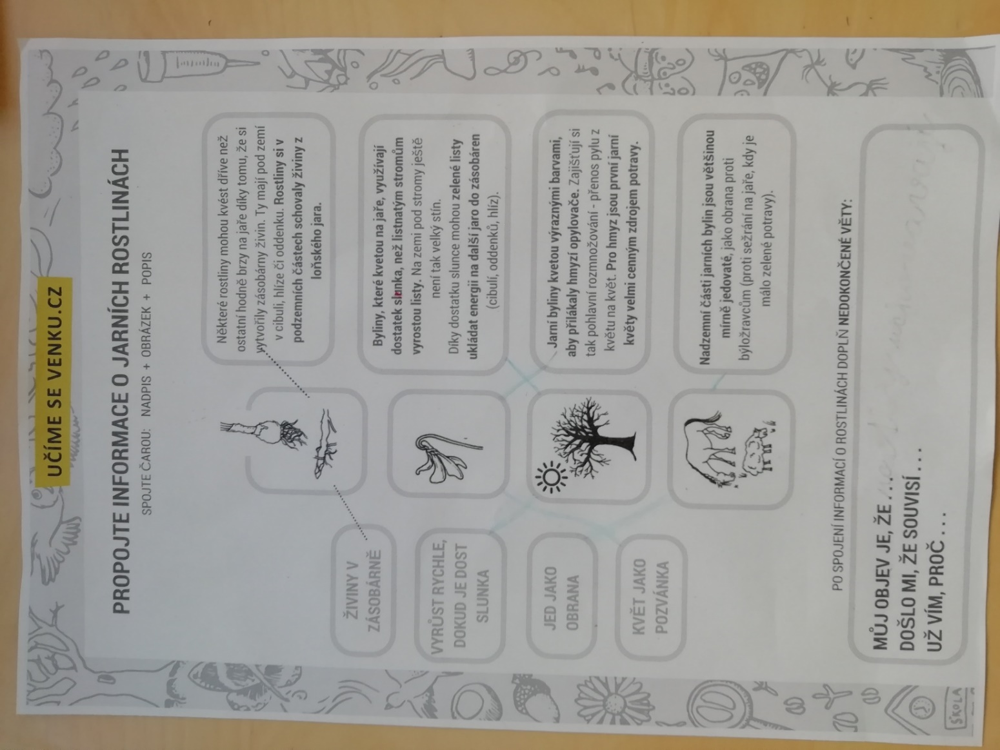 UČÍME SE VENKU.CZ
PROPOJTE INFORMACE O JARNÍCH ROSTLINÁCH
SPOJTE ČAROU: NADPIS + OBRÁZEK + POPIS
ŽIVINY V
ZÁSOBÁRNĚ
Některé rostliny mohou kvést dříve než
ostatní hodně brzy na jaře díky tomu, že si
vytvořily zásobárny živin. Ty mají pod zemí
v cibuli, hlíze či oddenku. Rostliny si v
podzemních částech schovaly živiny z
loňského jara.
VYRŮST RYCHLE,
DOKUD JE DOST
SLUNKA
Byliny, které kvetou na jaře, využívají
dostatek slunka, než listnatým stromům
vyrostou listy. Na zemi pod stromy ještě
není tak velký stín.
Díky dostatku slunce mohou zelené listy
ukládat energii na další jaro do zásobáren
(cibulí, oddenků, hlíz).
JED JAKO
OBRANA
Jarní byliny kvetou výraznými barvami,
aby přilákaly hmyzí opylovače. Zajišťují si
tak pohlavní rozmnožování - přenos pylu z
květu na květ. Pro hmyz jsou první jarní
květy velmi cenným zdrojem potravy.
KVĚT JAKO
POZVÁNKA
Nadzemní části jarních bylin jsou většinou
mírně jedovaté, jako obrana proti
býložravcům (proti sežrání na jaře, kdy je
málo zelené potravy).
PO SPOJENÍ INFORMACÍ O ROSTLINÁCH DOPLŇ NEDOKONČENÉ VĚTY:
MŮJ OBJEV JE, ŽE ...
DOŠLO MI, ŽE SOUVISÍ ...
UŽ VÍM, PROČ ...
ŠKOLA